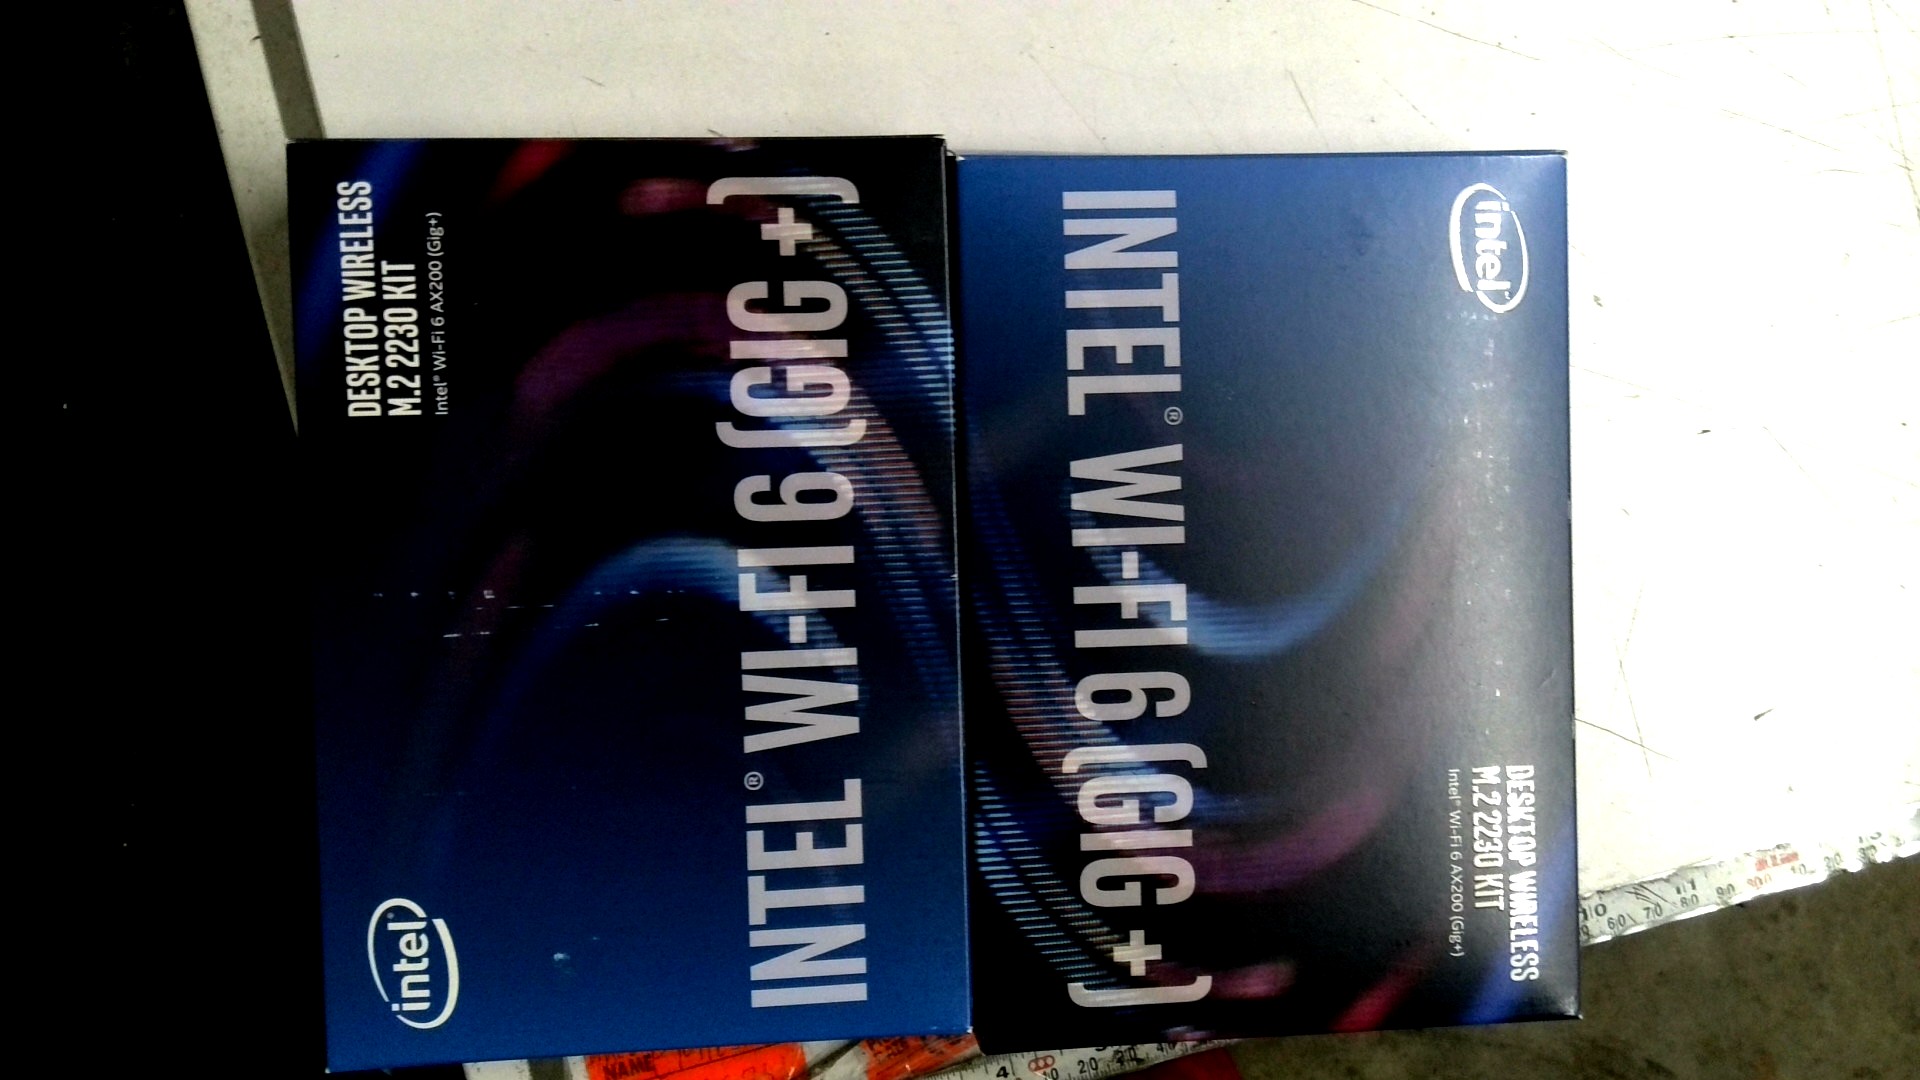 DESKTOP WIRELESS
M.2 2230 KIT
Intel® Wi-Fi 6 AX200 (Gig+)
INTEL® WI-FI 6 (GIG +)
intel
intel
INTEL® WI-FI 6 (GIG +)
DESKTOP WIRELESS
M.2 2230 KIT
Intel® Wi-Fi 6 AX200 (Gig+)
NAME